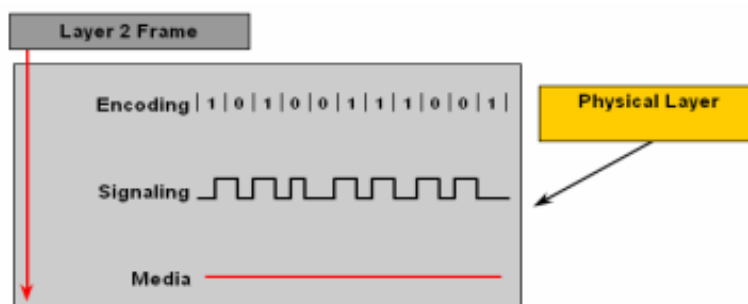 Layer 2 Frame
Encoding | 1 | 0 | 1 | 0 | 0 | 1 | 1 | 1 | 0 | 0 | 1 |
Physical Layer
Signaling
Media